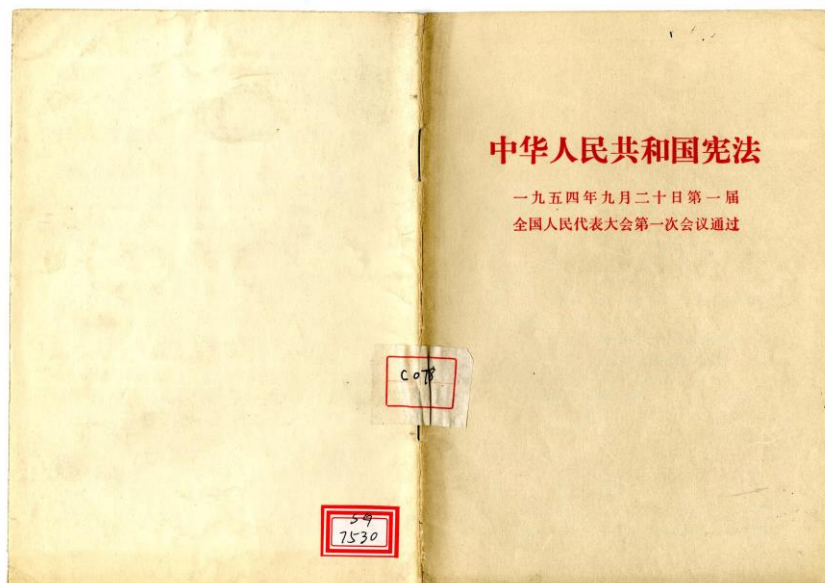 中华人民共和国宪法
一九五四年九月二十日第一届
全国人民代表大会第一次会议通过
C078
59
7530